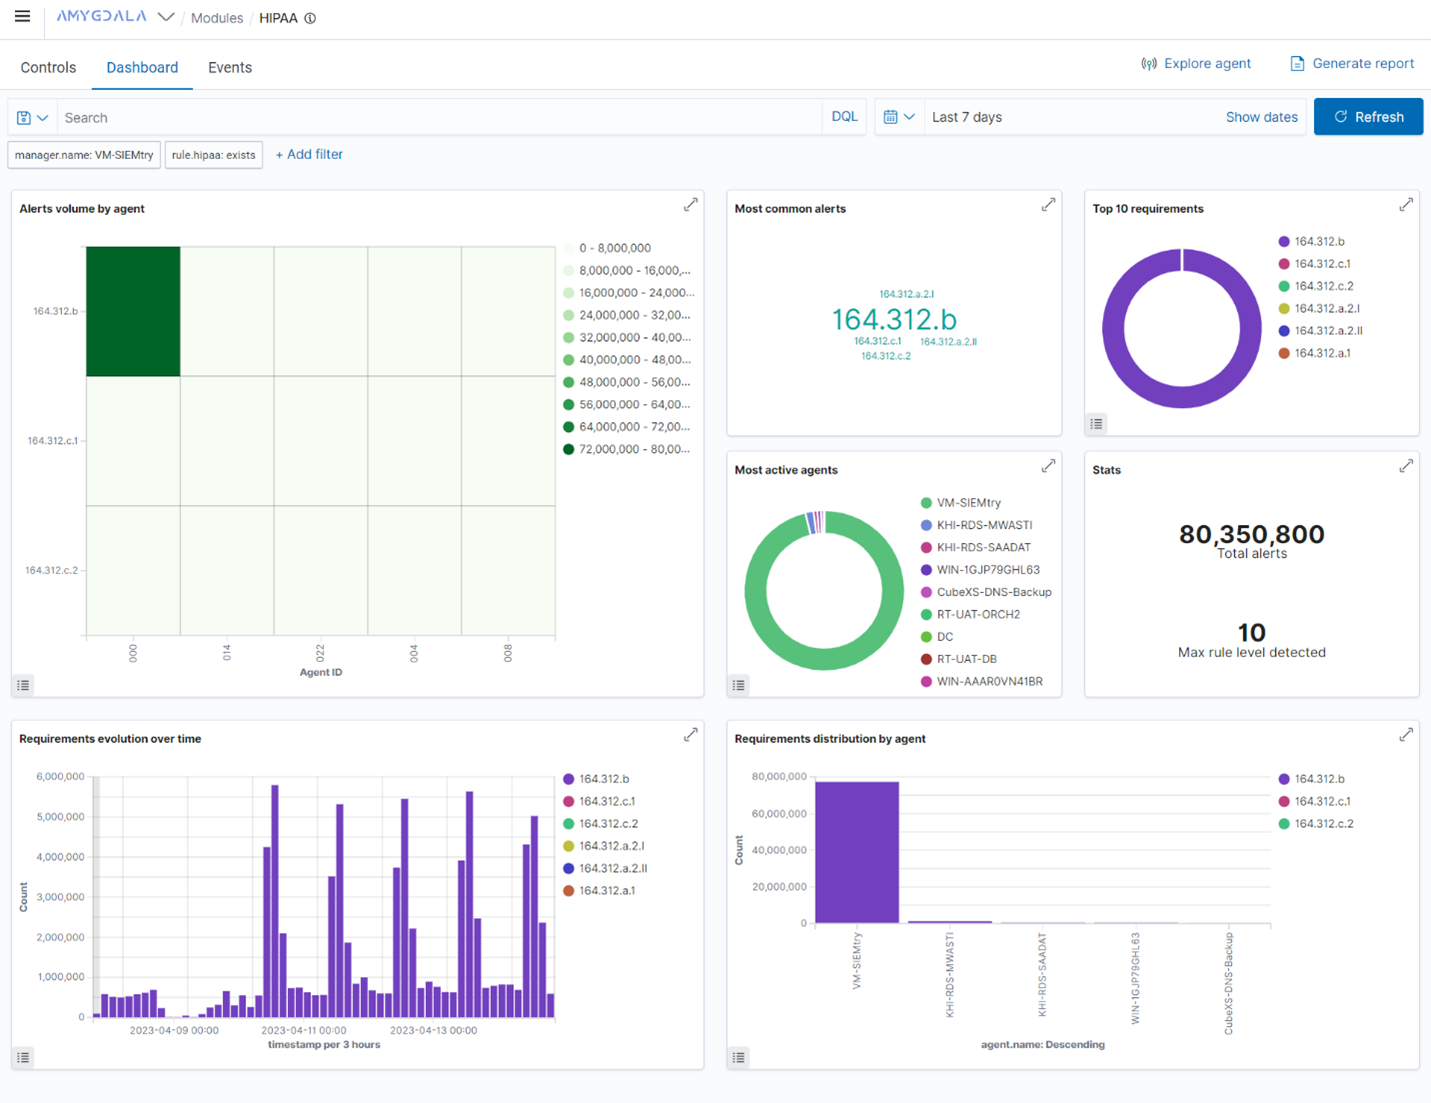 AMYGDALA / Modules / HIPAA
Controls Dashboard Events Explore agent Generate report
Search DQL Last 7 days Show dates Refresh
manager.name: VM-SIEMtry rule.hipaa: exists + Add filter
Alerts volume by agent
164.312.b
164.312.c.1
164.312.c.2
000 014 022 004 008
Agent ID
0 - 8,000,000
8,000,000 - 16,000,...
16,000,000 - 24,000...
24,000,000 - 32,00...
32,000,000 - 40,00...
40,000,000 - 48,00...
48,000,000 - 56,00...
56,000,000 - 64,00...
64,000,000 - 72,00...
72,000,000 - 80,00...
Most common alerts
164.312.a.2.I
164.312.b
164.312.c.1 164.312.a.2.II
164.312.c.2
Top 10 requirements
164.312.b
164.312.c.1
164.312.c.2
164.312.a.2.I
164.312.a.2.II
164.312.a.1
Most active agents
VM-SIEMtry
KHI-RDS-MWASTI
KHI-RDS-SAADAT
WIN-1GJP79GHL63
CubeXS-DNS-Backup
RT-UAT-ORCH2
DC
RT-UAT-DB
WIN-AAAR0VN41BR
Stats
80,350,800
Total alerts
10
Max rule level detected
Requirements evolution over time
6,000,000
5,000,000
4,000,000
3,000,000
2,000,000
1,000,000
0
Count
2023-04-09 00:00 2023-04-11 00:00 2023-04-13 00:00
timestamp per 3 hours
164.312.b
164.312.c.1
164.312.c.2
164.312.a.2.I
164.312.a.2.II
164.312.a.1
Requirements distribution by agent
80,000,000
60,000,000
40,000,000
20,000,000
0
Count
VM-SIEMtry
KHI-RDS-MWASTI
KHI-RDS-SAADAT
WIN-1GJP79GHL63
CubeXS-DNS-Backup
agent.name: Descending
164.312.b
164.312.c.1
164.312.c.2